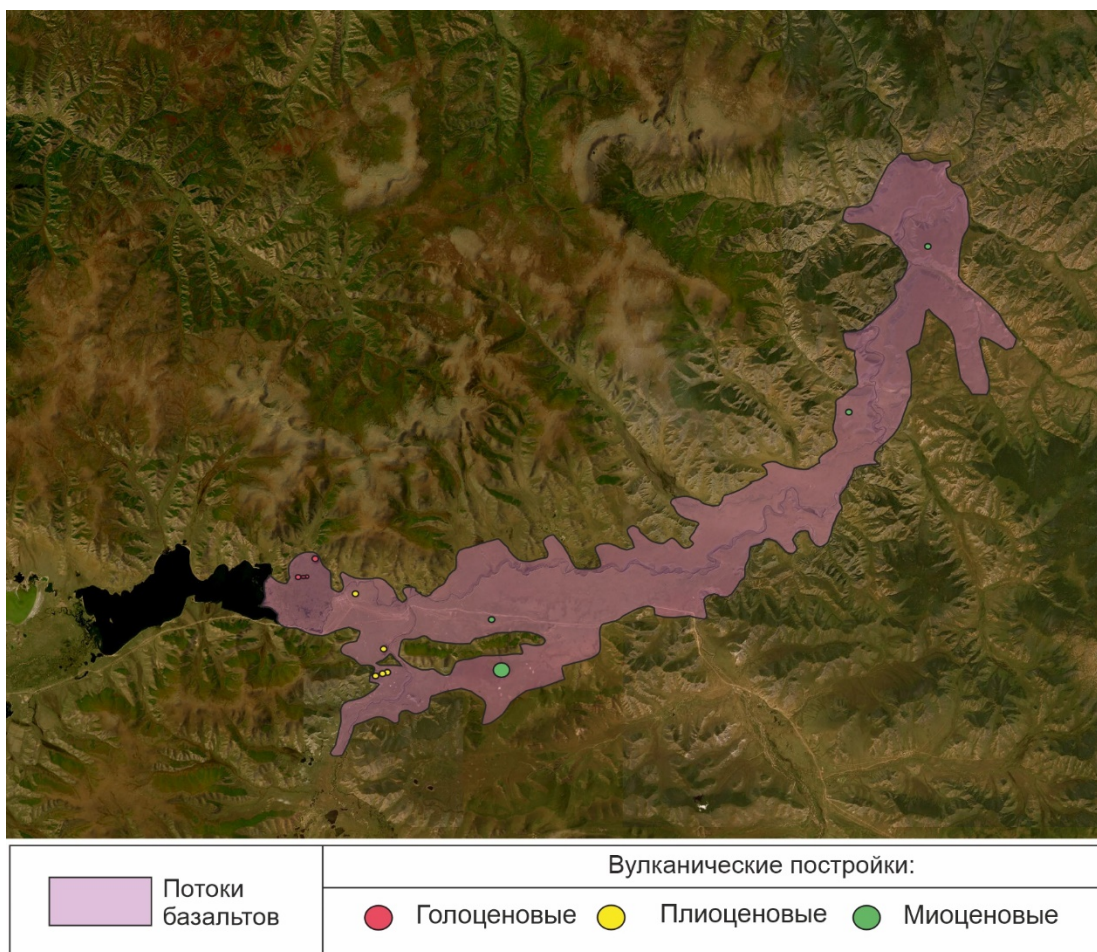 Вулканические постройки:
Потоки
базальтов
Голоценовые
Плиоценовые
Миоценовые